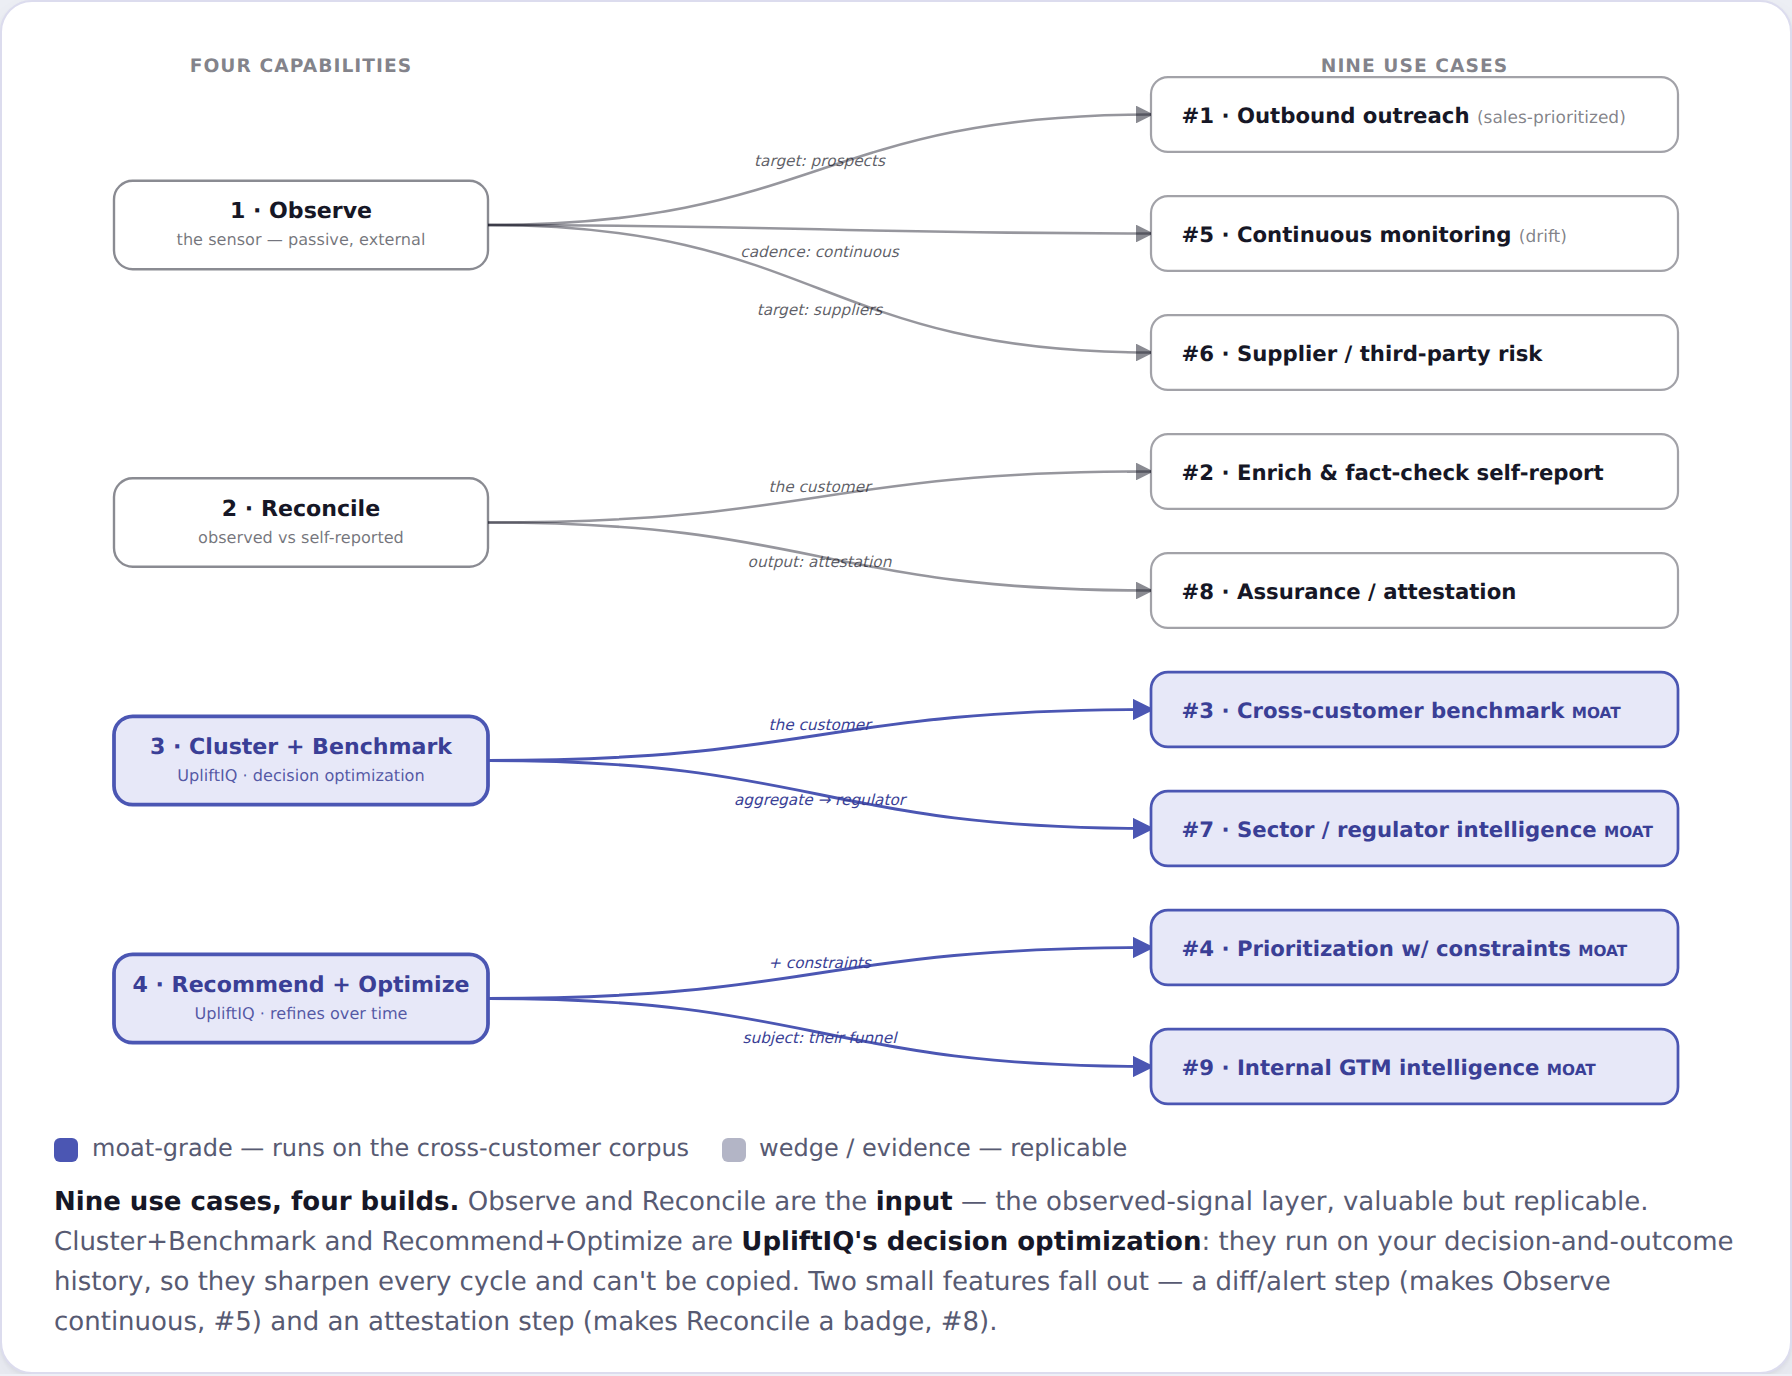 FOUR CAPABILITIES
NINE USE CASES
1 · Observe
the sensor — passive, external
target: prospects
cadence: continuous
target: suppliers
#1 · Outbound outreach (sales-prioritized)
#5 · Continuous monitoring (drift)
#6 · Supplier / third-party risk
2 · Reconcile
observed vs self-reported
the customer
output: attestation
#2 · Enrich & fact-check self-report
#8 · Assurance / attestation
3 · Cluster + Benchmark
UpliftIQ · decision optimization
the customer
aggregate → regulator
#3 · Cross-customer benchmark MOAT
#7 · Sector / regulator intelligence MOAT
4 · Recommend + Optimize
UpliftIQ · refines over time
+ constraints
subject: their funnel
#4 · Prioritization w/ constraints MOAT
#9 · Internal GTM intelligence MOAT
moat-grade — runs on the cross-customer corpus
wedge / evidence — replicable
Nine use cases, four builds. Observe and Reconcile are the input — the observed-signal layer, valuable but replicable.
Cluster+Benchmark and Recommend+Optimize are UpliftIQ's decision optimization: they run on your decision-and-outcome
history, so they sharpen every cycle and can't be copied. Two small features fall out — a diff/alert step (makes Observe
continuous, #5) and an attestation step (makes Reconcile a badge, #8).